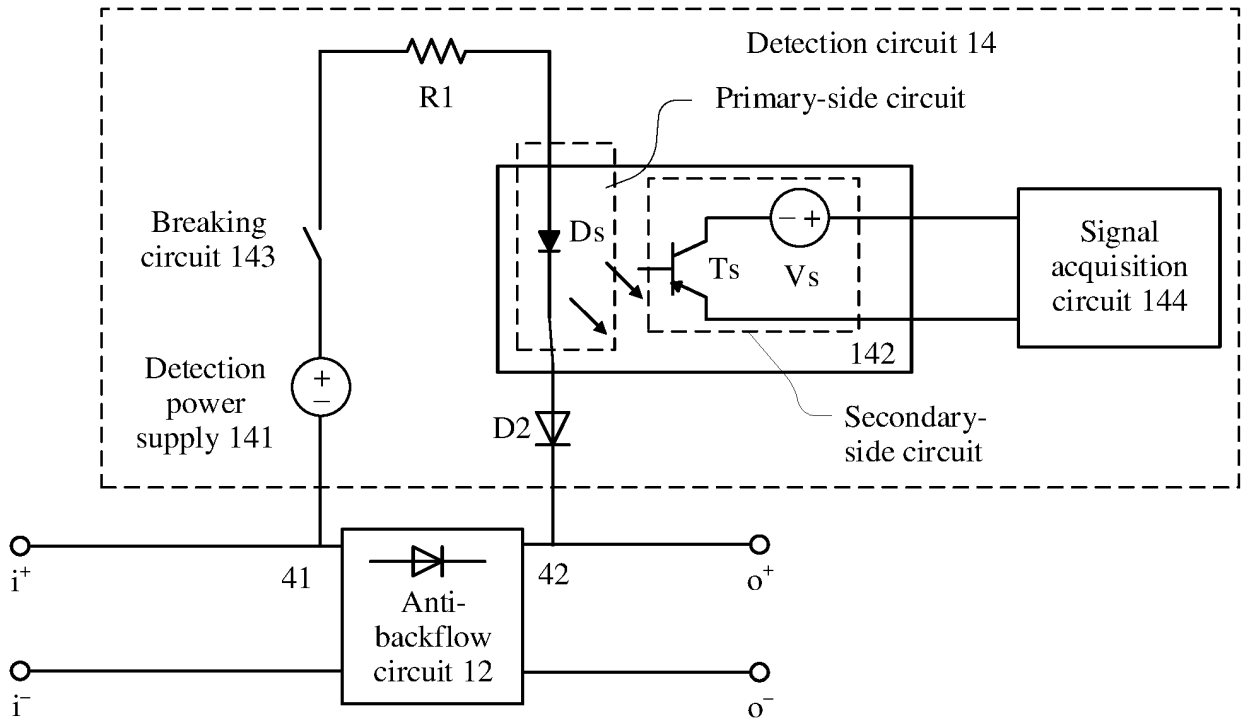 Detection circuit 14
R1
Primary-side circuit
Breaking
circuit 143
Ds
Ts
− +
Vs
Signal
acquisition
circuit 144
142
Detection
power
supply 141
+
−
D2
Secondary-
side circuit
i⁺
41
42
o⁺
Anti-
backflow
circuit 12
i⁻
o⁻